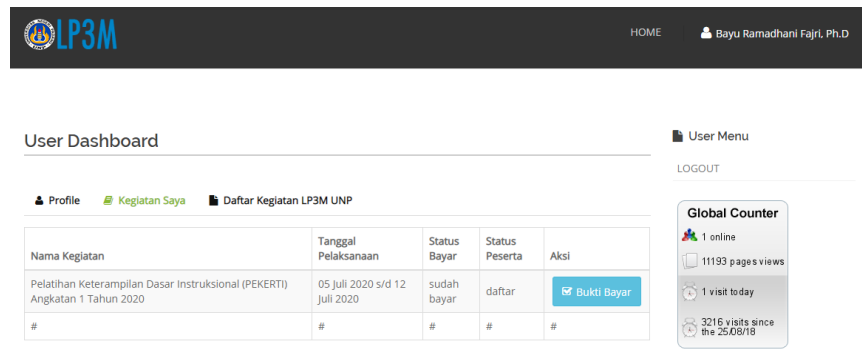 LP3M
HOME
Bayu Ramadhani Fajri, Ph.D
User Dashboard
Profile
Kegiatan Saya
Daftar Kegiatan LP3M UNP
Nama Kegiatan
Tanggal
Pelaksanaan
Status
Bayar
Status
Peserta
Aksi
Pelatihan Keterampilan Dasar Instruksional (PEKERTI)
Angkatan 1 Tahun 2020
05 Juli 2020 s/d 12
Juli 2020
sudah
bayar
daftar
Bukti Bayar
#
#
#
#
#
User Menu
LOGOUT
Global Counter
1 online
11193 pages views
1 visit today
3216 visits since
the 25/08/18